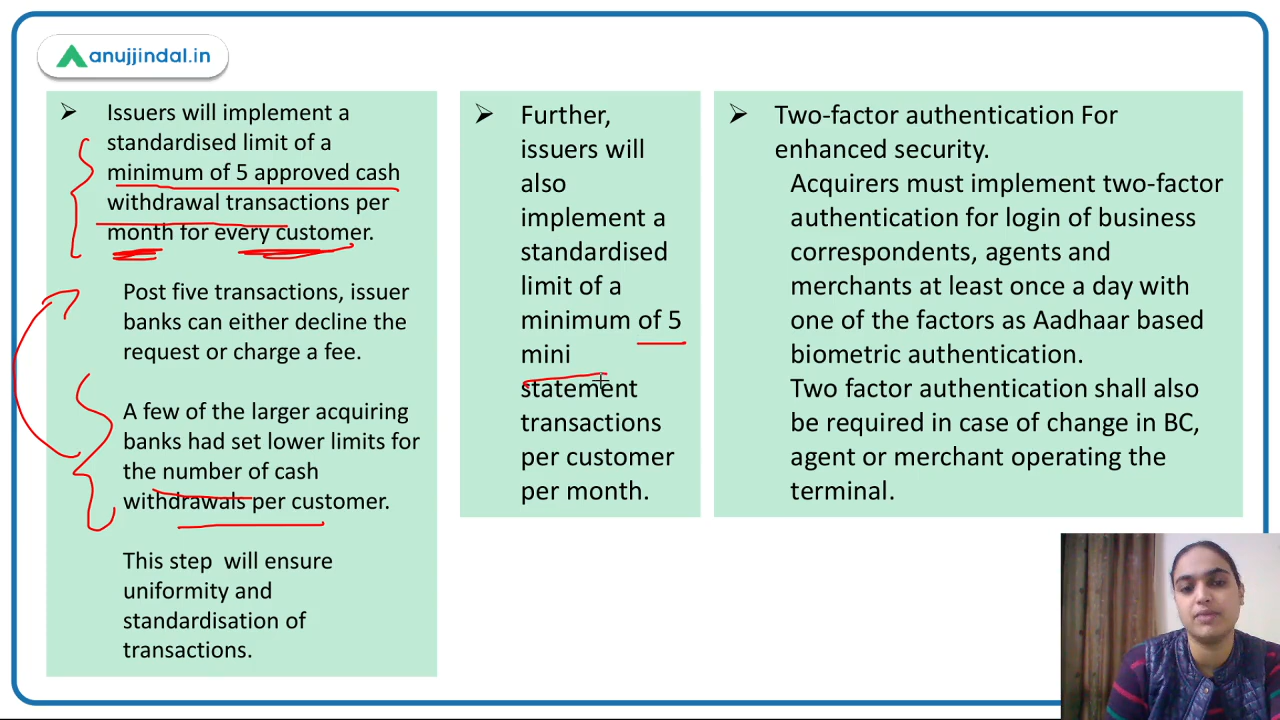 anujjindal.in
Issuers will implement a
standardised limit of a
minimum of 5 approved cash
withdrawal transactions per
month for every customer.
Post five transactions, issuer
banks can either decline the
request or charge a fee.
A few of the larger acquiring
banks had set lower limits for
the number of cash
withdrawals per customer.
This step will ensure
uniformity and
standardisation of
transactions.
Further,
issuers will
also
implement a
standardised
limit of a
minimum of 5
mini
statement
transactions
per customer
per month.
Two-factor authentication For
enhanced security.
Acquirers must implement two-factor
authentication for login of business
correspondents, agents and
merchants at least once a day with
one of the factors as Aadhaar based
biometric authentication.
Two factor authentication shall also
be required in case of change in BC,
agent or merchant operating the
terminal.